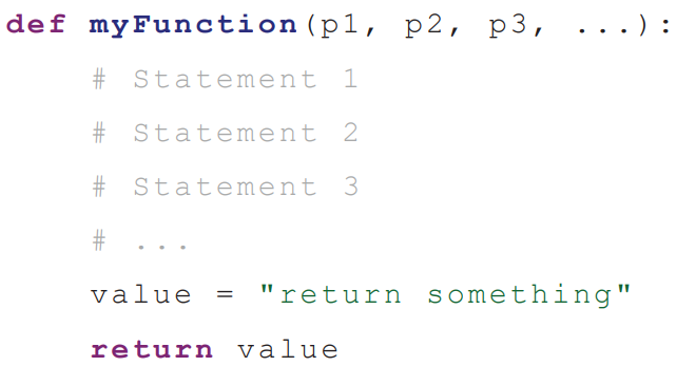 def myFunction(p1, p2, p3, ...):
# Statement 1
# Statement 2
# Statement 3
# ...
value = "return something"
return value